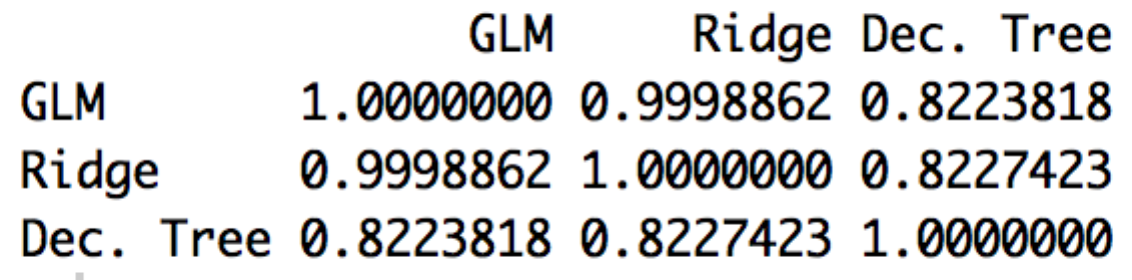 GLM Ridge Dec. Tree
GLM 1.0000000 0.9998862 0.8223818
Ridge 0.9998862 1.0000000 0.8227423
Dec. Tree 0.8223818 0.8227423 1.0000000